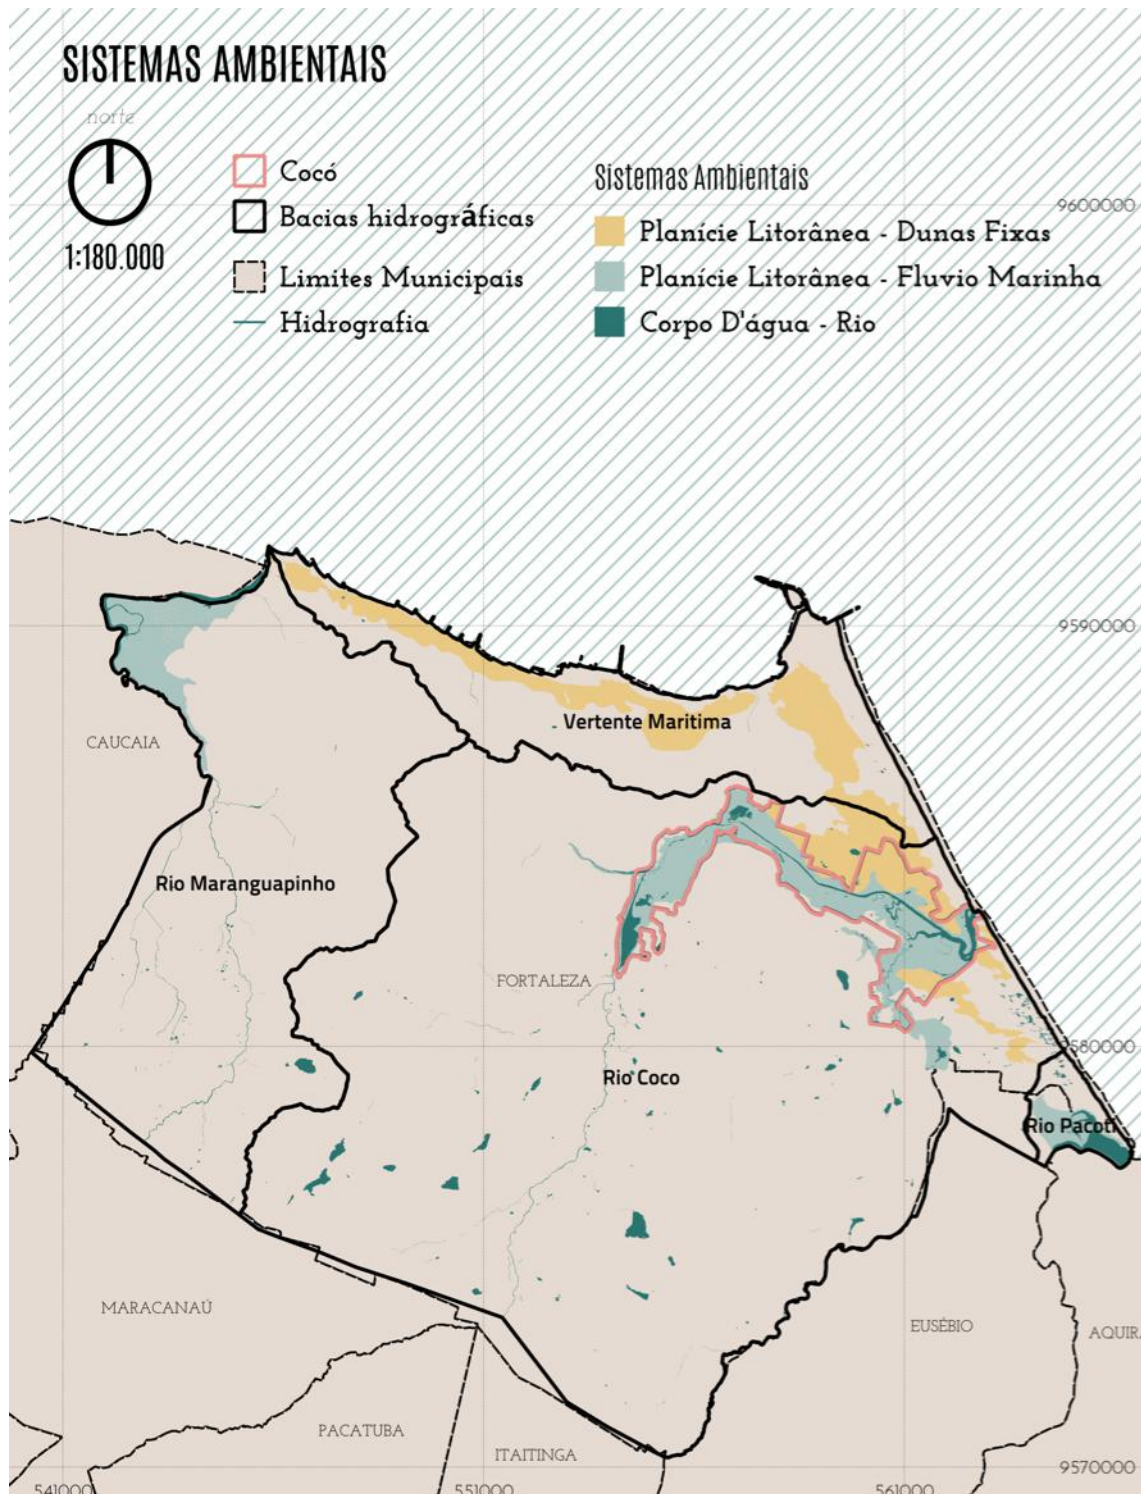 SISTEMAS AMBIENTAIS
norte
1:180.000
Cocó
Bacias hidrográficas
Limites Municipais
Hidrografia
Sistemas Ambientais
Planície Litorânea - Dunas Fixas
Planície Litorânea - Fluvio Marinha
Corpo D'água - Rio
9600000
9590000
Vertente Maritima
CAUCAIA
Rio Maranguapinho
FORTALEZA
9580000
Rio Coco
Rio Pacoti
MARACANAÚ
EUSÉBIO
AQUIR
PACATUBA
ITAITINGA
9570000
541000
551000
561000